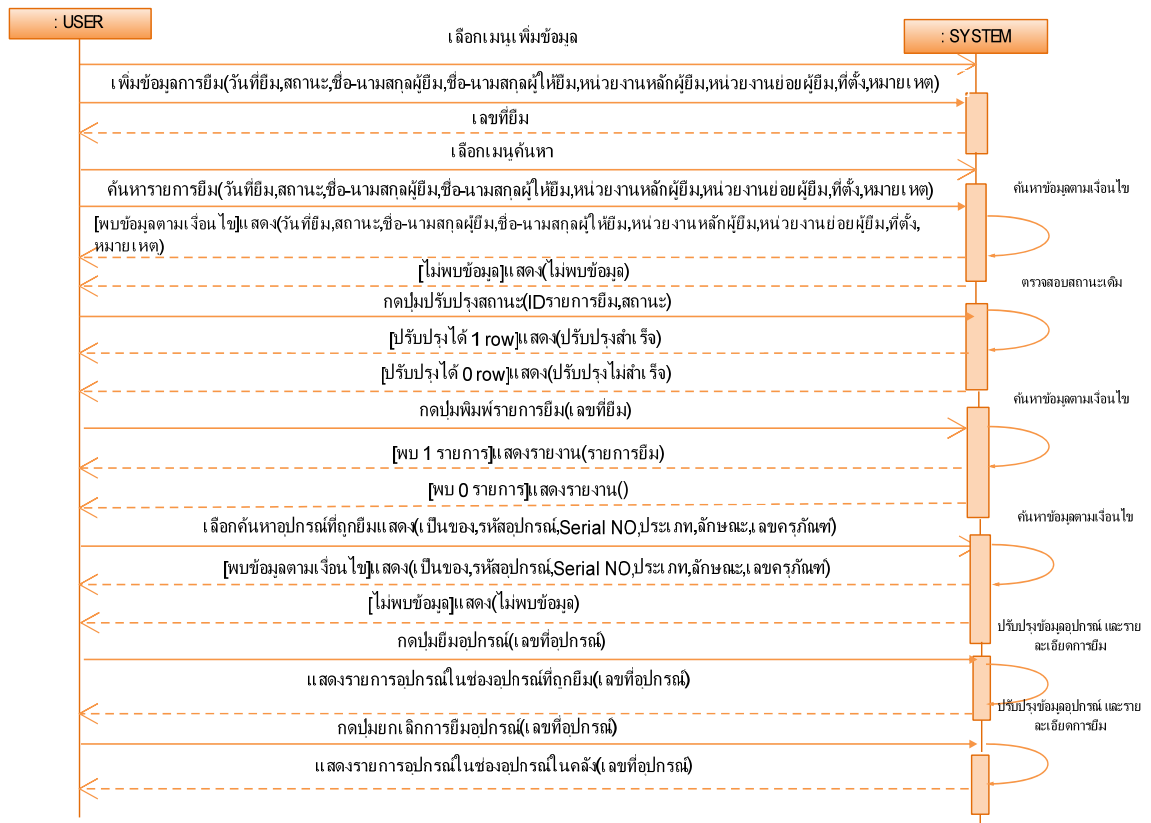 : USER
: SYSTEM
เลือกเมนูเพิ่มข้อมูล
เพิ่มข้อมูลการยืม(วันที่ยืม,สถานะ,ชื่อ-นามสกุลผู้ยืม,ชื่อ-นามสกุลผู้ให้ยืม,หน่วยงานหลักผู้ยืม,หน่วยงานย่อยผู้ยืม,ที่ตั้ง,หมายเหตุ)
เลขที่ยืม
เลือกเมนูค้นหา
ค้นหารายการยืม(วันที่ยืม,สถานะ,ชื่อ-นามสกุลผู้ยืม,ชื่อ-นามสกุลผู้ให้ยืม,หน่วยงานหลักผู้ยืม,หน่วยงานย่อยผู้ยืม,ที่ตั้ง,หมายเหตุ)
ค้นหาข้อมูลตามเงื่อนไข
[พบข้อมูลตามเงื่อนไข]แสดง(วันที่ยืม,สถานะ,ชื่อ-นามสกุลผู้ยืม,ชื่อ-นามสกุลผู้ให้ยืม,หน่วยงานหลักผู้ยืม,หน่วยงานย่อยผู้ยืม,ที่ตั้ง,
หมายเหตุ)
[ไม่พบข้อมูล]แสดง(ไม่พบข้อมูล)
ตรวจสอบสถานะเดิม
กดปุ่มปรับปรุงสถานะ(IDรายการยืม,สถานะ)
[ปรับปรุงได้ 1 row]แสดง(ปรับปรุงสำเร็จ)
[ปรับปรุงได้ 0 row]แสดง(ปรับปรุงไม่สำเร็จ)
ค้นหาข้อมูลตามเงื่อนไข
กดปุ่มพิมพ์รายการยืม(เลขที่ยืม)
[พบ 1 รายการ]แสดงรายงาน(รายการยืม)
[พบ 0 รายการ]แสดงรายงาน()
ค้นหาข้อมูลตามเงื่อนไข
เลือกค้นหาอุปกรณ์ที่ถูกยืมแสดง(เป็นของ,รหัสอุปกรณ์,Serial NO,ประเภท,ลักษณะ,เลขครุภัณฑ์)
[พบข้อมูลตามเงื่อนไข]แสดง(เป็นของ,รหัสอุปกรณ์,Serial NO,ประเภท,ลักษณะ,เลขครุภัณฑ์)
[ไม่พบข้อมูล]แสดง(ไม่พบข้อมูล)
ปรับปรุงข้อมูลอุปกรณ์ และราย
ละเอียดการยืม
กดปุ่มยืมอุปกรณ์(เลขที่อุปกรณ์)
แสดงรายการอุปกรณ์ในช่องอุปกรณ์ที่ถูกยืม(เลขที่อุปกรณ์)
ปรับปรุงข้อมูลอุปกรณ์ และราย
ละเอียดการยืม
กดปุ่มยกเลิกการยืมอุปกรณ์(เลขที่อุปกรณ์)
แสดงรายการอุปกรณ์ในช่องอุปกรณ์ในคลัง(เลขที่อุปกรณ์)